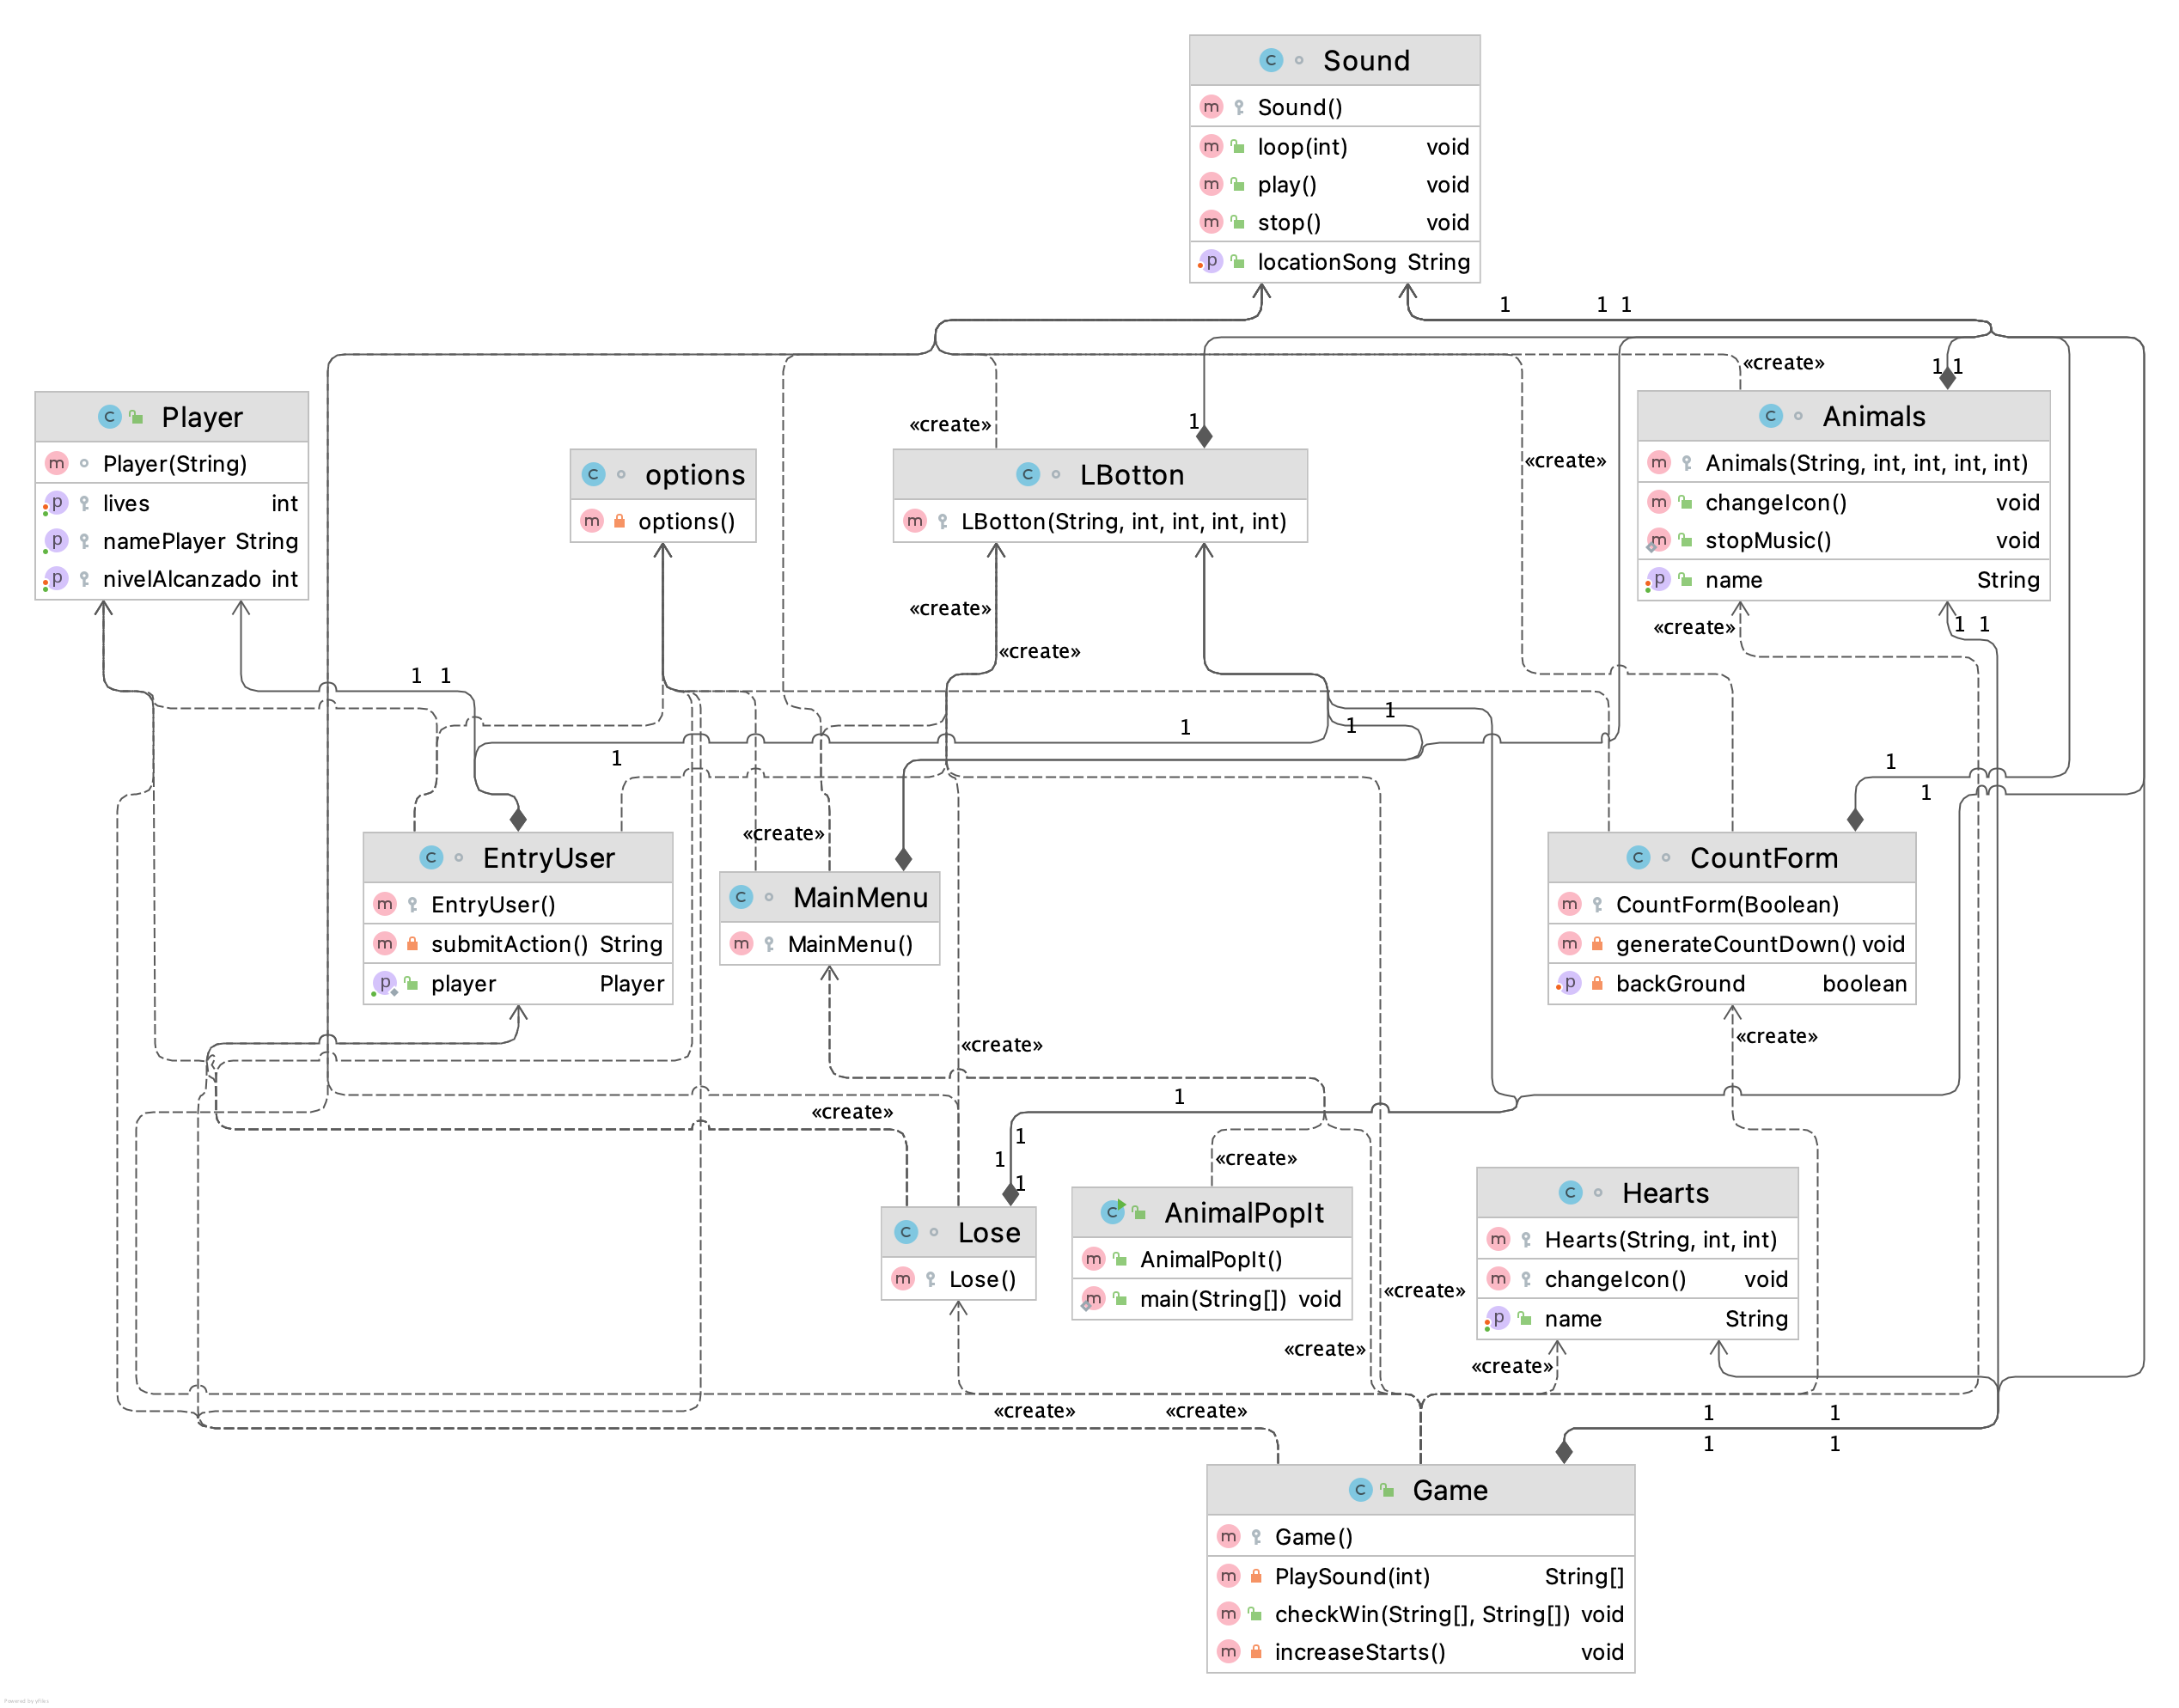 Sound
Sound()
loop(int) void
play() void
stop() void
locationSong String
1 1 1
«create»
1 1
Player
Player(String)
lives int
namePlayer String
nivelAlcanzado int
options
options()
«create»
1
LBotton
LBotton(String, int, int, int, int)
«create»
Animals
Animals(String, int, int, int, int)
changeIcon() void
stopMusic() void
name String
«create»
«create»
«create»
1 1
1 1
1
1
1
1
1
1
EntryUser
EntryUser()
submitAction() String
player Player
«create»
MainMenu
MainMenu()
CountForm
CountForm(Boolean)
generateCountDown() void
backGround boolean
«create»
«create»
«create»
1
1
1
1
Lose
Lose()
«create»
AnimalPopIt
AnimalPopIt()
main(String[]) void
Hearts
Hearts(String, int, int)
changeIcon() void
name String
«create»
«create»
«create»
«create» «create»
1 1
1 1
Game
Game()
PlaySound(int) String[]
checkWin(String[], String[]) void
increaseStarts() void
Powered by yFiles